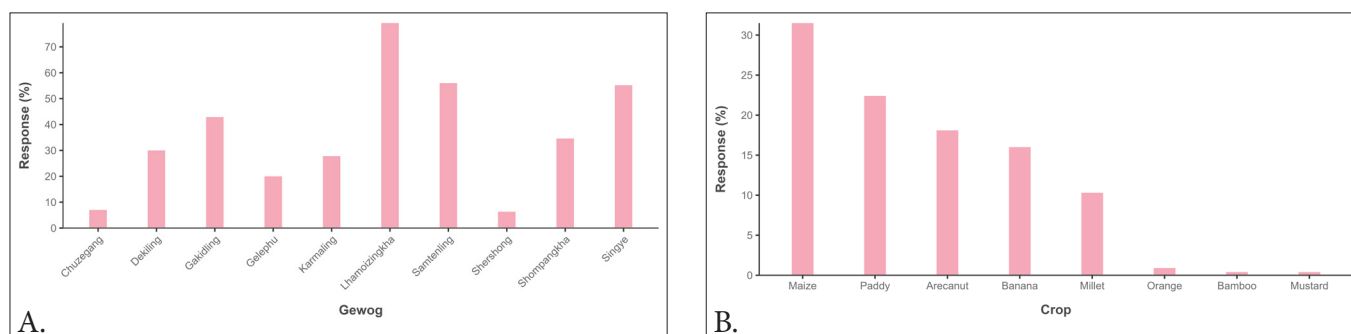 Response (%)
70
60
50
40
30
20
10
0
Chuzegang
Dekiling
Gakidling
Gelephu
Karmaling
Lhamoizingkha
Samtenling
Shershong
Shompangkha
Singye
Gewog
A.
Response (%)
30
25
20
15
10
5
0
Maize Paddy Arecanut Banana Millet Orange Bamboo Mustard
Crop
B.